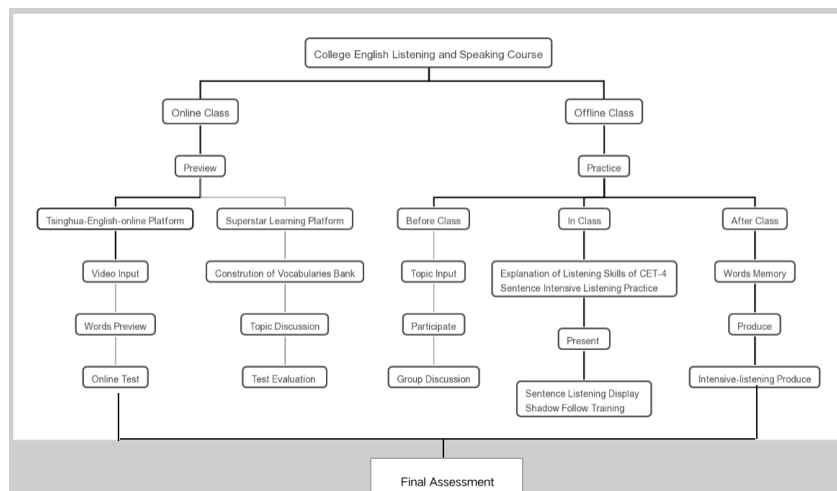 College English Listening and Speaking Course
Online Class
Offline Class
Preview
Practice
Tsinghua-English-online Platform
Superstar Learning Platform
Before Class
In Class
After Class
Video Input
Constrution of Vocabularies Bank
Topic Input
Explanation of Listening Skills of CET-4
Sentence Intensive Listening Practice
Words Memory
Words Preview
Topic Discussion
Participate
Present
Produce
Online Test
Test Evaluation
Group Discussion
Sentence Listening Display
Shadow Follow Training
Intensive-listening Produce
Final Assessment